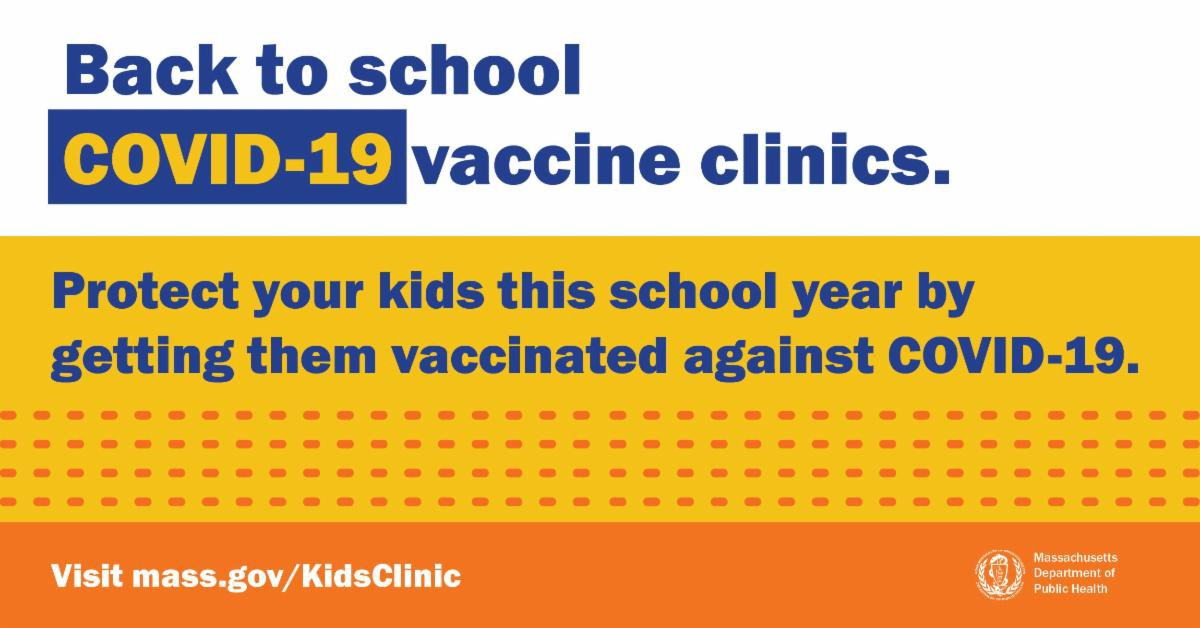 Back to school
COVID-19 vaccine clinics.
Protect your kids this school year by
getting them vaccinated against COVID-19.
Visit mass.gov/KidsClinic
Massachusetts
Department of
Public Health